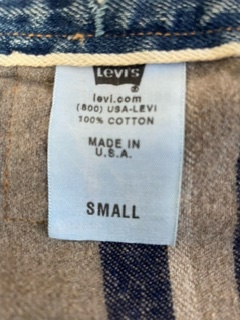 Levi's
®
levi.com
(800) USA-LEVI
100% COTTON
MADE IN
U.S.A.
SMALL